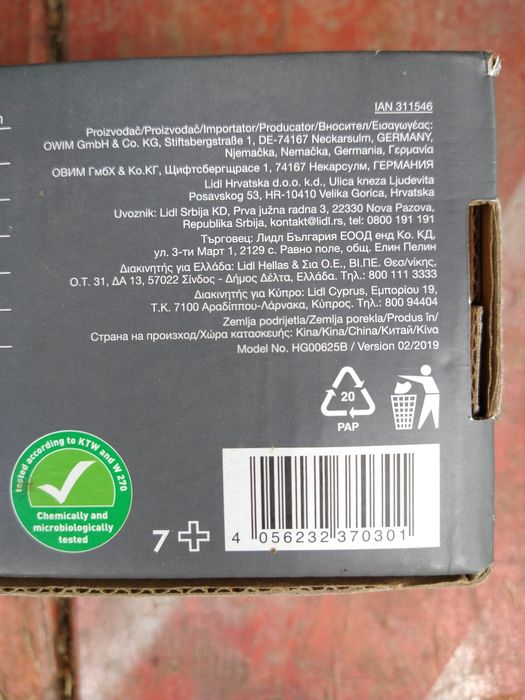 IAN 311546
Proizvođač/Proizvođač/Importator/Producator/Вносител/Εισαγωγέας:
OWIM GmbH & Co. KG, Stiftsbergstraße 1, DE-74167 Neckarsulm, GERMANY,
Njemačka, Nemačka, Germania, Γερμανία
ОВИМ ГмбХ & Ко.КГ, Щифтсбергщрасе 1, 74167 Некарсулм, ГЕРМАНИЯ
Lidl Hrvatska d.o.o. k.d., Ulica kneza Ljudevita
Posavskog 53, HR-10410 Velika Gorica, Hrvatska
Uvoznik: Lidl Srbija KD, Prva južna radna 3, 22330 Nova Pazova,
Republika Srbija, kontakt@lidl.rs, tel: 0800 191 191
Търговец: Лидл България ЕООД енд Ко. КД,
ул. 3-ти Март 1, 2129 с. Равно поле, общ. Елин Пелин
Διακινητής για Ελλάδα: Lidl Hellas & Σια Ο.Ε., ΒΙ.ΠΕ. Θεσ/νίκης,
Ο.Τ. 31, ΔΑ 13, 57022 Σίνδος - Δήμος Δέλτα, Ελλάδα. Τηλ.: 800 111 3333
Διακινητής για Κύπρο: Lidl Cyprus, Εμπορίου 19,
Τ.Κ. 7100 Αραδίππου-Λάρνακα, Κύπρος. Τηλ.: 800 94404
Zemlja podrijetla/Zemlja porekla/Produs în/
Страна на произход/Χώρα κατασκευής: Kina/Kina/China/Китай/Κίνα
Model No. HG00625B / Version 02/2019
20
PAP
tested according to KTW and W 270
Chemically and
microbiologically
tested
7+
4 056232 370301